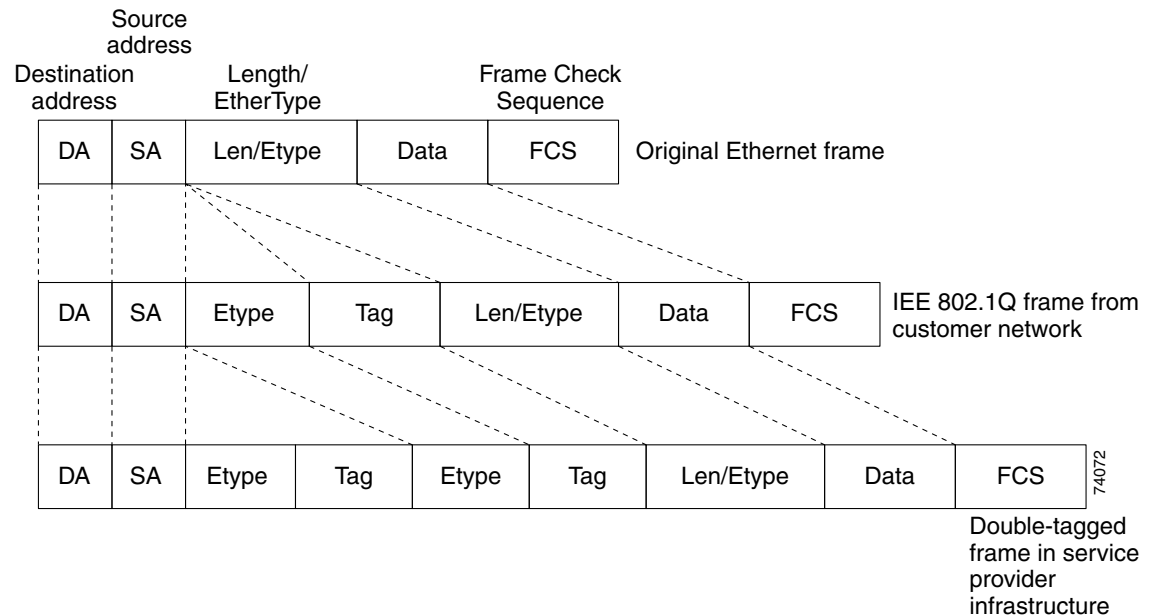 Source
address
Destination
address
Length/
EtherType
Frame Check
Sequence
DA SA Len/Etype Data FCS Original Ethernet frame
DA SA Etype Tag Len/Etype Data FCS IEE 802.1Q frame from
customer network
DA SA Etype Tag Etype Tag Len/Etype Data FCS 74072
Double-tagged
frame in service
provider
infrastructure